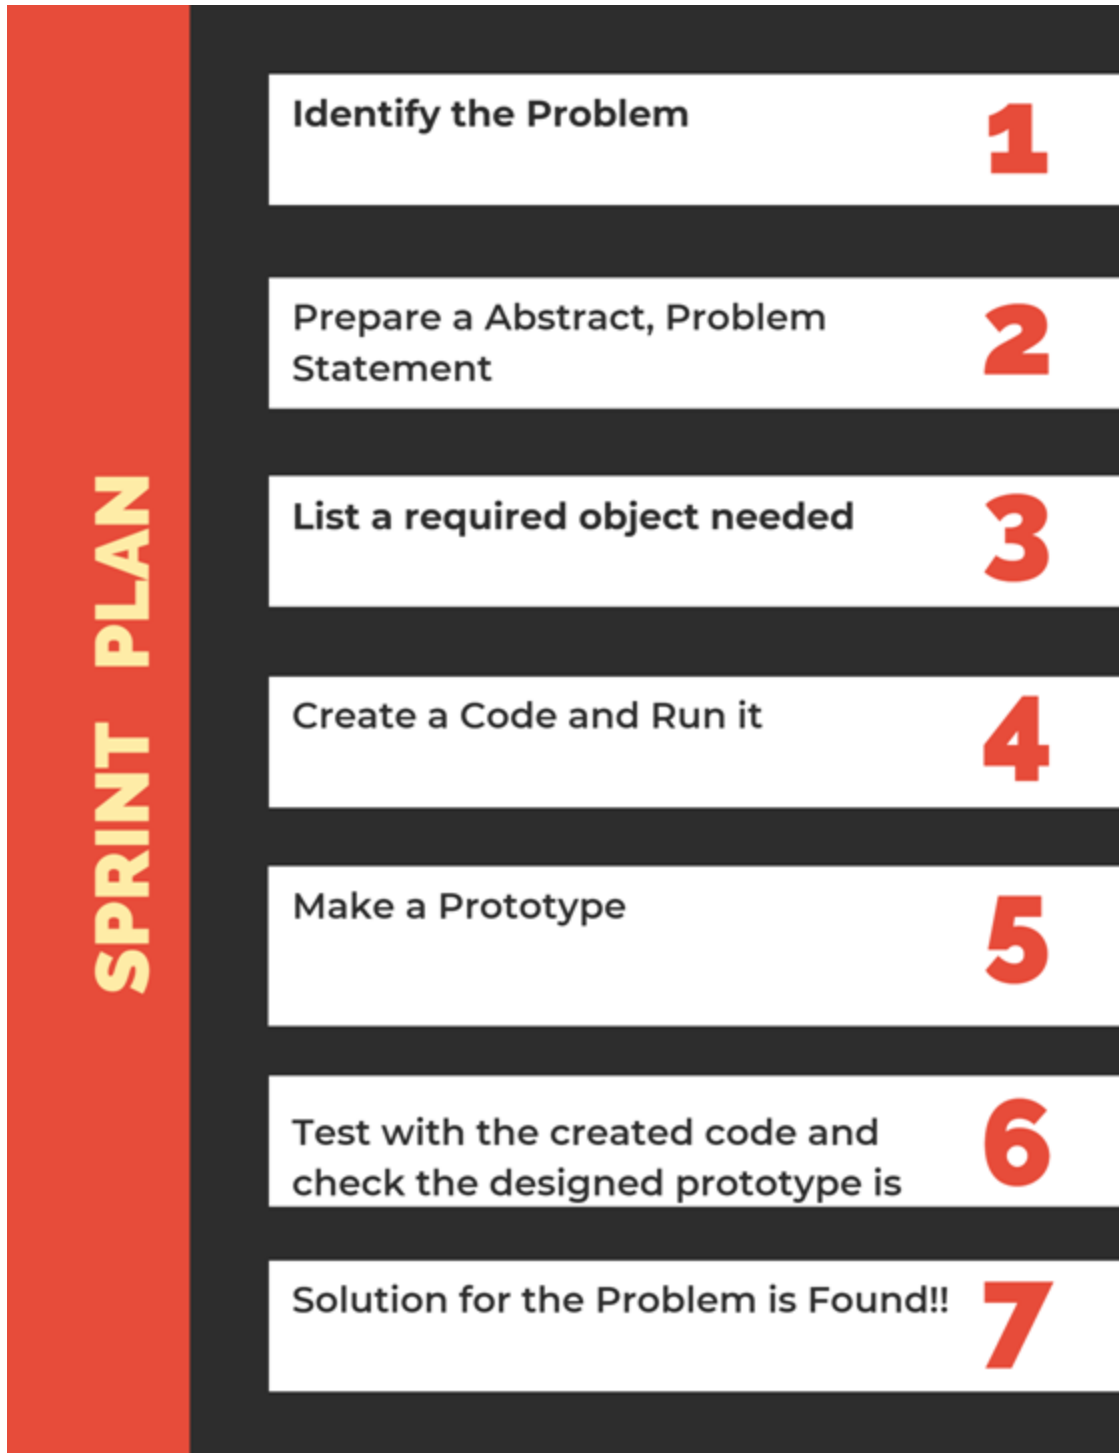 SPRINT PLAN
Identify the Problem
1
Prepare a Abstract, Problem
Statement
2
List a required object needed
3
Create a Code and Run it
4
Make a Prototype
5
Test with the created code and
check the designed prototype is
6
Solution for the Problem is Found!!
7